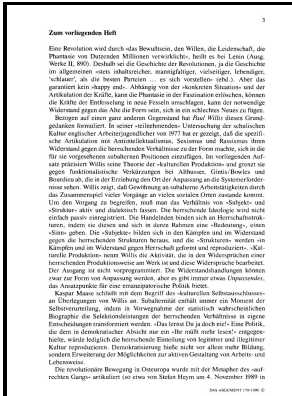 3
Zum vorliegenden Heft
Eine Revolution wird durch »das Bewußtsein, den Willen, die Leidenschaft, die
Phantasie von Dutzenden Millionen verwirklicht«, heißt es bei Lenin (Ausg.
Werke II, 890). Deshalb sei die Geschichte der Revolutionen, ja die Geschichte
im allgemeinen »stets inhaltsreicher, mannigfaltiger, vielseitiger, lebendiger,
'schlauer', als die besten Parteien ... es sich vorstellen« (ebd.). Aber das
garantiert kein »happy end«. Abhängig von der »konkreten Situation« und der
Artikulation der Kräfte, kann die Phantasie in der Faszination erlöschen, können
die Kräfte der Entfesselung in neue Fesseln umschlagen, kann der notwendige
Widerstand gegen das Alte die Form sein, sich in ein schlechtes Neues zu fügen.
Bezogen auf einen ganz anderen Gegenstand hat Paul Willis diesen Grund-
gedanken formuliert. In seiner »teilnehmenden« Untersuchung der schulischen
Kultur englischer Arbeiterjugendlicher von 1977 hat er gezeigt, daß die spezifi-
sche Artikulation mit Antiintellektualismus, Sexismus und Rassismus ihren
Widerstand gegen die herrschenden Verhältnisse zu der Form machte, sich in die
für sie vorgesehenen subalternen Positionen einzufügen. Im vorliegenden Auf-
satz präzisiert Willis seine Theorie der »kulturellen Produktion« und grenzt sie
gegen funktionalistische Verkürzungen bei Althusser, Gintis/Bowles und
Bourdieu ab, die in der Erziehung den Ort der Anpassung an die Systemerforder-
nisse sehen. Willis zeigt, daß Gewöhnung an subalterne Arbeitstätigkeiten durch
das Zusammenspiel vieler Vorgänge an vielen sozialen Orten zustande kommt.
Um den Vorgang zu begreifen, muß man das Verhältnis von »Subjekt« und
»Struktur« aktiv und dialektisch fassen. Die herrschende Ideologie wird nicht
einfach passiv eingetrichtert. Die Handelnden binden sich an Herrschaftsstruk-
turen, indem sie diesen und sich in deren Rahmen eine »Bedeutung«, einen
»Sinn« geben. Die »Subjekte« bilden sich in den Kämpfen und im Widerstand
gegen die herrschenden Strukturen heraus, und die »Strukturen« werden »in
Kämpfen und im Widerstand gegen Herrschaft geformt und reproduziert«. »Kul-
turelle Produktion« nennt Willis die Aktivität, die in den Widersprüchen einer
herrschenden Produktionsweise am Werk ist und diese Widersprüche bearbeitet.
Der Ausgang ist nicht vorprogrammiert. Die Widerstandshandlungen können
zwar zur Form von Anpassung werden, aber es gibt immer etwas Unpassendes,
das Ansatzpunkte für eine emanzipatorische Politik bietet.
Kaspar Maase schließt mit dem Begriff des »kulturellen Selbstausschlusses«
an Überlegungen von Willis an. Subalternität enthält immer ein Moment der
Selbstverurteilung, indem in Vorwegnahme der statistisch wahrscheinlichen
Biographie die Selektionsleistungen der herrschenden Verhältnisse in eigene
Entscheidungen transformiert werden. »Das lernst Du ja doch nie!« Eine Politik,
die dem in demokratischer Absicht nur ein »Ihr müßt mehr lesen!« entgegen-
hielte, würde lediglich die herrschende Einteilung von legitimer und illegitimer
Kultur reproduzieren. Demokratisierung hieße nicht vor allem mehr Bildung,
sondern Erweiterung der Möglichkeiten zur aktiven Gestaltung von Arbeits- und
Lebensweise.
Die revolutionäre Bewegung in Osteuropa wurde mit der Metapher des »auf-
rechten Gangs« artikuliert (so etwa von Stefan Heym am 4. November 1989 in
DAS ARGUMENT 179/1990 ©